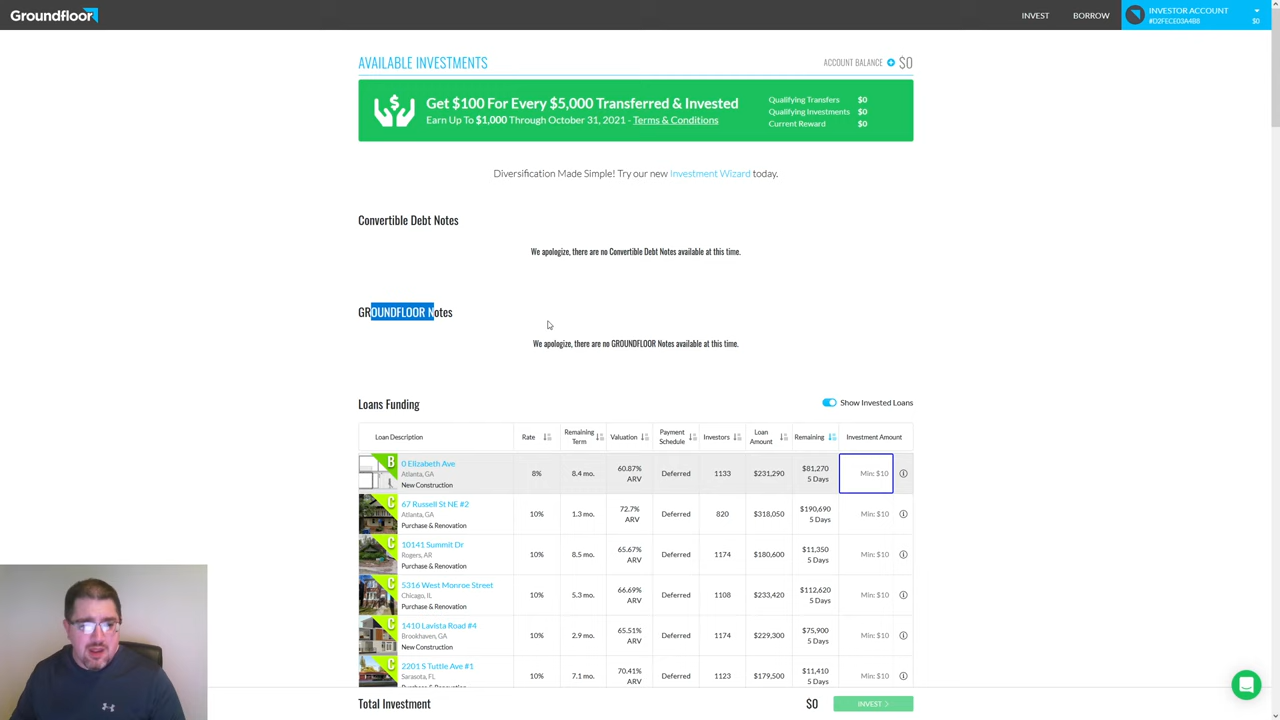 Groundfloor
INVEST
BORROW
INVESTOR ACCOUNT
#D2FECE03A4B8
$0
AVAILABLE INVESTMENTS
ACCOUNT BALANCE $0
Get $100 For Every $5,000 Transferred & Invested
Earn Up To $1,000 Through October 31, 2021 - Terms & Conditions
Qualifying Transfers $0
Qualifying Investments $0
Current Reward $0
Diversification Made Simple! Try our new Investment Wizard today.
Convertible Debt Notes
We apologize, there are no Convertible Debt Notes available at this time.
GROUNDFLOOR Notes
We apologize, there are no GROUNDFLOOR Notes available at this time.
Loans Funding
Show Invested Loans
Loan Description Rate Remaining Term Valuation Payment Schedule Investors Loan Amount Remaining Investment Amount
B 0 Elizabeth Ave 8% 8.4 mo. 60.87% ARV Deferred 1133 $231,290 $81,270 5 Days Min: $10
Atlanta, GA
New Construction
C 67 Russell St NE #2 10% 1.3 mo. 72.7% ARV Deferred 820 $318,050 $190,690 5 Days Min: $10
Atlanta, GA
Purchase & Renovation
C 10141 Summit Dr 10% 8.5 mo. 65.67% ARV Deferred 1174 $180,600 $11,350 5 Days Min: $10
Rogers, AR
Purchase & Renovation
C 5316 West Monroe Street 10% 5.3 mo. 66.69% ARV Deferred 1108 $233,420 $112,620 5 Days Min: $10
Chicago, IL
Purchase & Renovation
C 1410 Lavista Road #4 10% 2.9 mo. 65.51% ARV Deferred 1174 $229,300 $75,900 5 Days Min: $10
Brookhaven, GA
New Construction
C 2201 S Tuttle Ave #1 10% 7.1 mo. 70.41% ARV Deferred 1123 $179,500 $11,410 5 Days Min: $10
Sarasota, FL
Purchase & Renovation
Total Investment $0 INVEST